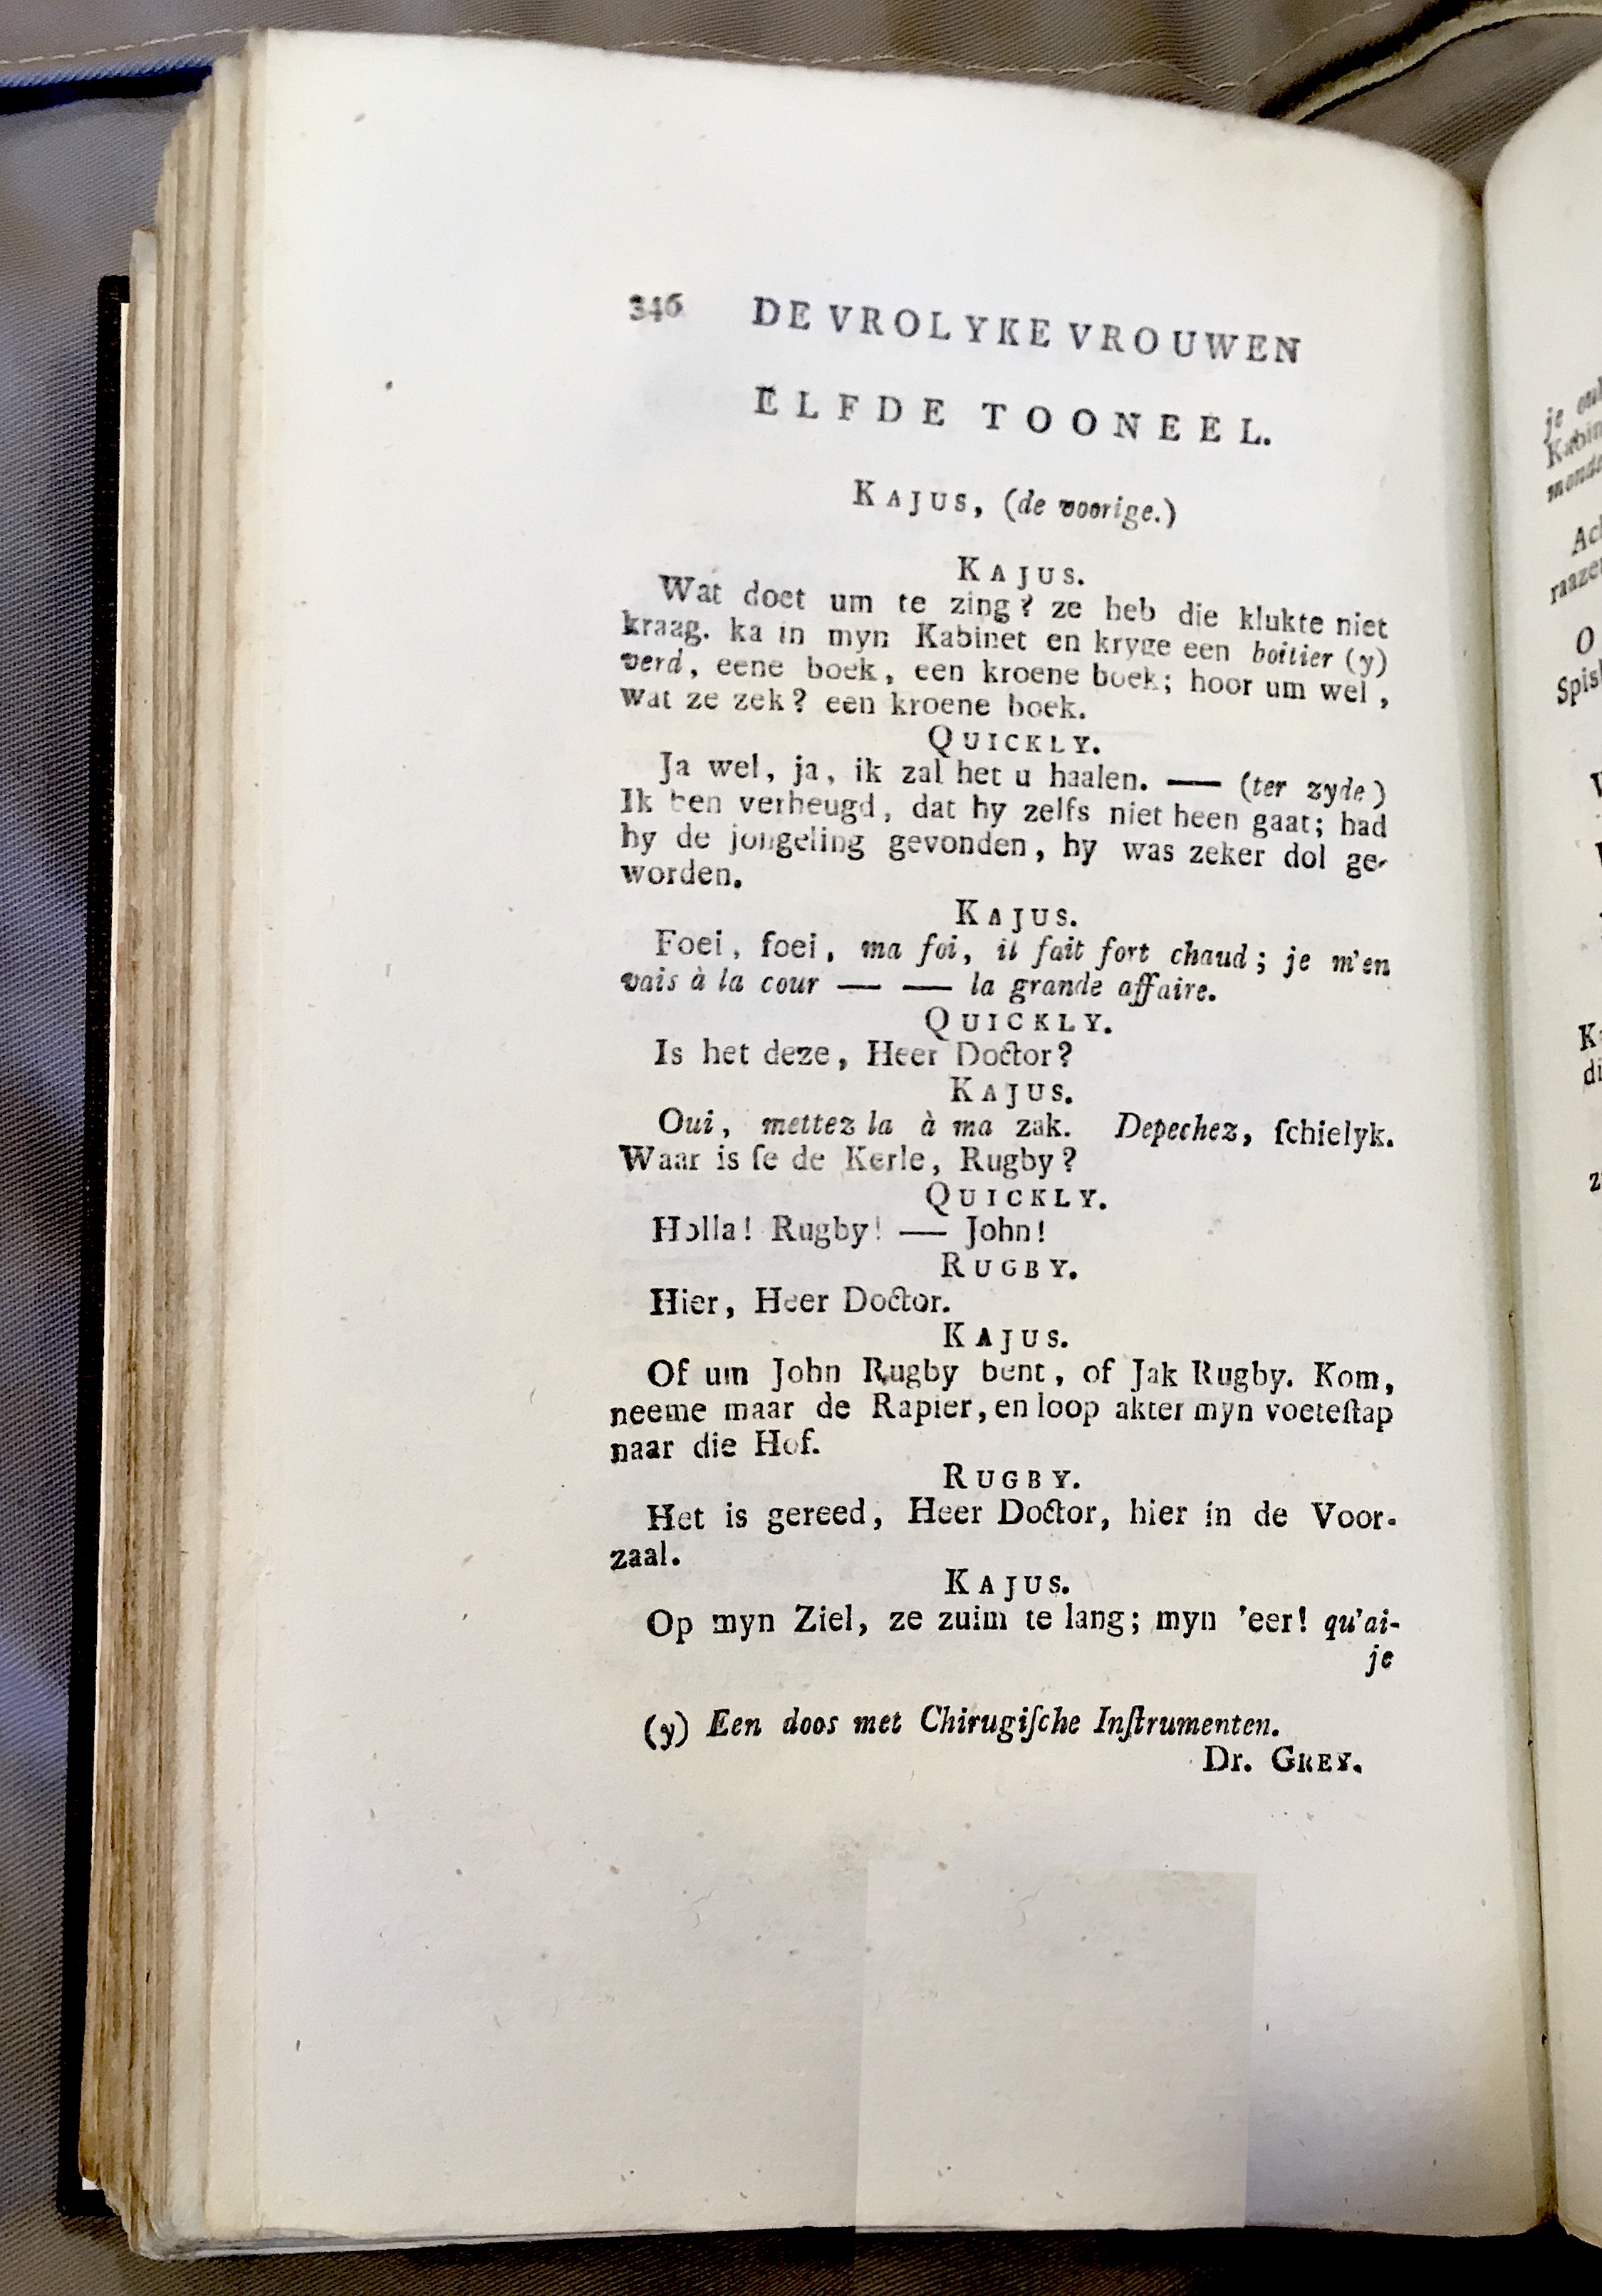 346 DE VROLYKE VROUWEN
ELFDE TOONEEL.
KAJUS, (de voorige.)
KAJUS.
Wat doet um te zing? ze heb die klukte niet
kraag. ka in myn Kabinet en kryge een boitier (y)
verd, eene boek, een kroene boek; hoor um wel,
wat ze zek? een kroene boek.
QUICKLY.
Ja wel, ja, ik zal het u haalen. — (ter zyde)
Ik ben verheugd, dat hy zelfs niet heen gaat; had
hy de jongeling gevonden, hy was zeker dol ge-
worden.
KAJUS.
Foei, foei, ma foi, il fait fort chaud; je m'en
vais à la cour — — la grande affaire.
QUICKLY.
Is het deze, Heer Doctor?
KAJUS.
Oui, mettez la à ma zak. Depechez, ſchielyk.
Waar is ſe de Kerle, Rugby?
QUICKLY.
Holla! Rugby! — John!
RUGBY.
Hier, Heer Doctor.
KAJUS.
Of um John Rugby bent, of Jak Rugby. Kom,
neeme maar de Rapier, en loop akter myn voeteſtap
naar die Hof.
RUGBY.
Het is gereed, Heer Doctor, hier in de Voor-
zaal.
KAJUS.
Op myn Ziel, ze zuim te lang; myn 'eer! qu'ai-
je
(y) Een doos met Chirugiſche Inſtrumenten.
Dr. GREY.
je
Kabin
monde
Ac
raaze
O
Spis
K
di
z